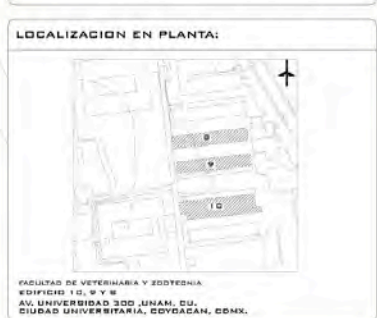 LOCALIZACION EN PLANTA:
8
9
10
FACULTAD DE VETERINARIA Y ZOOTECNIA
EDIFICIO 10, 9 Y 8
AV. UNIVERSIDAD 300 ,UNAM, CU.
CIUDAD UNIVERSITARIA, COYOACAN, CDMX.